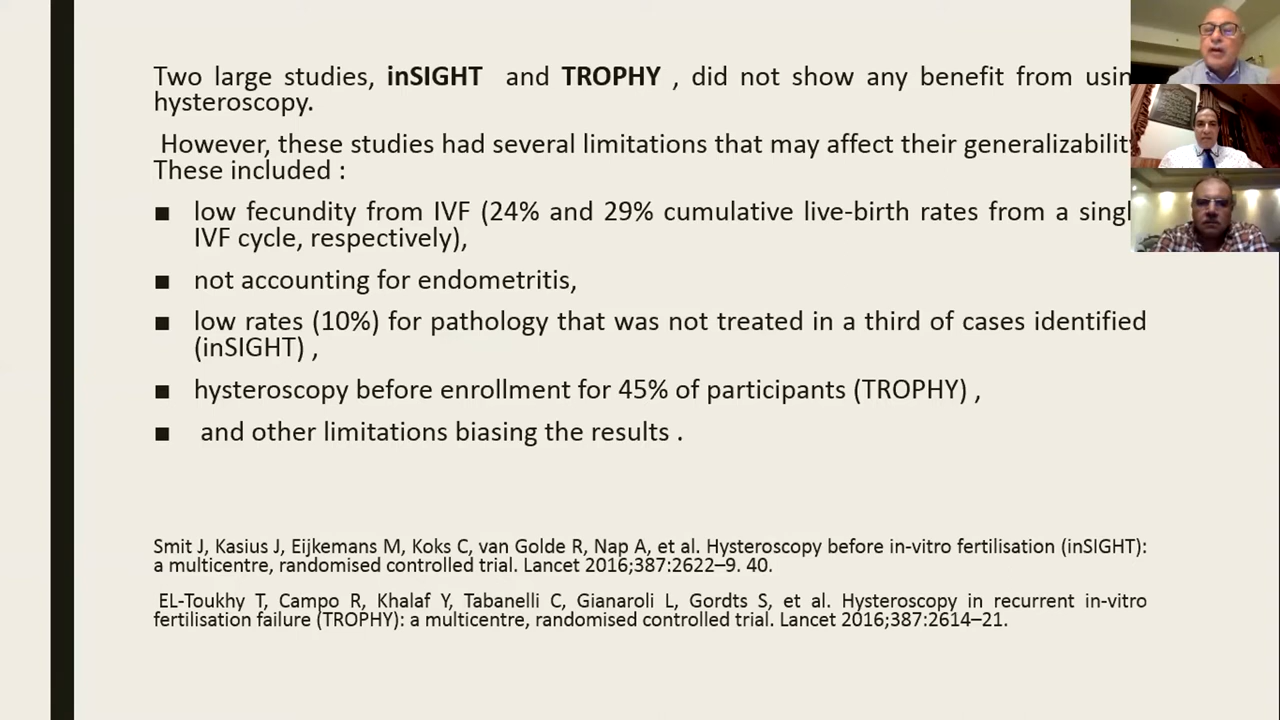 Two large studies, inSIGHT and TROPHY , did not show any benefit from
hysteroscopy.
However, these studies had several limitations that may affect their
These included :
■ low fecundity from IVF (24% and 29% cumulative live-birth rates from a
IVF cycle, respectively),
■ not accounting for endometritis,
■ low rates (10%) for pathology that was not treated in a third of cases identified
(inSIGHT) ,
■ hysteroscopy before enrollment for 45% of participants (TROPHY) ,
■ and other limitations biasing the results .
Smit J, Kasius J, Eijkemans M, Koks C, van Golde R, Nap A, et al. Hysteroscopy before in-vitro fertilisation (inSIGHT):
a multicentre, randomised controlled trial. Lancet 2016;387:2622–9. 40.
EL-Toukhy T, Campo R, Khalaf Y, Tabanelli C, Gianaroli L, Gordts S, et al. Hysteroscopy in recurrent in-vitro
fertilisation failure (TROPHY): a multicentre, randomised controlled trial. Lancet 2016;387:2614–21.